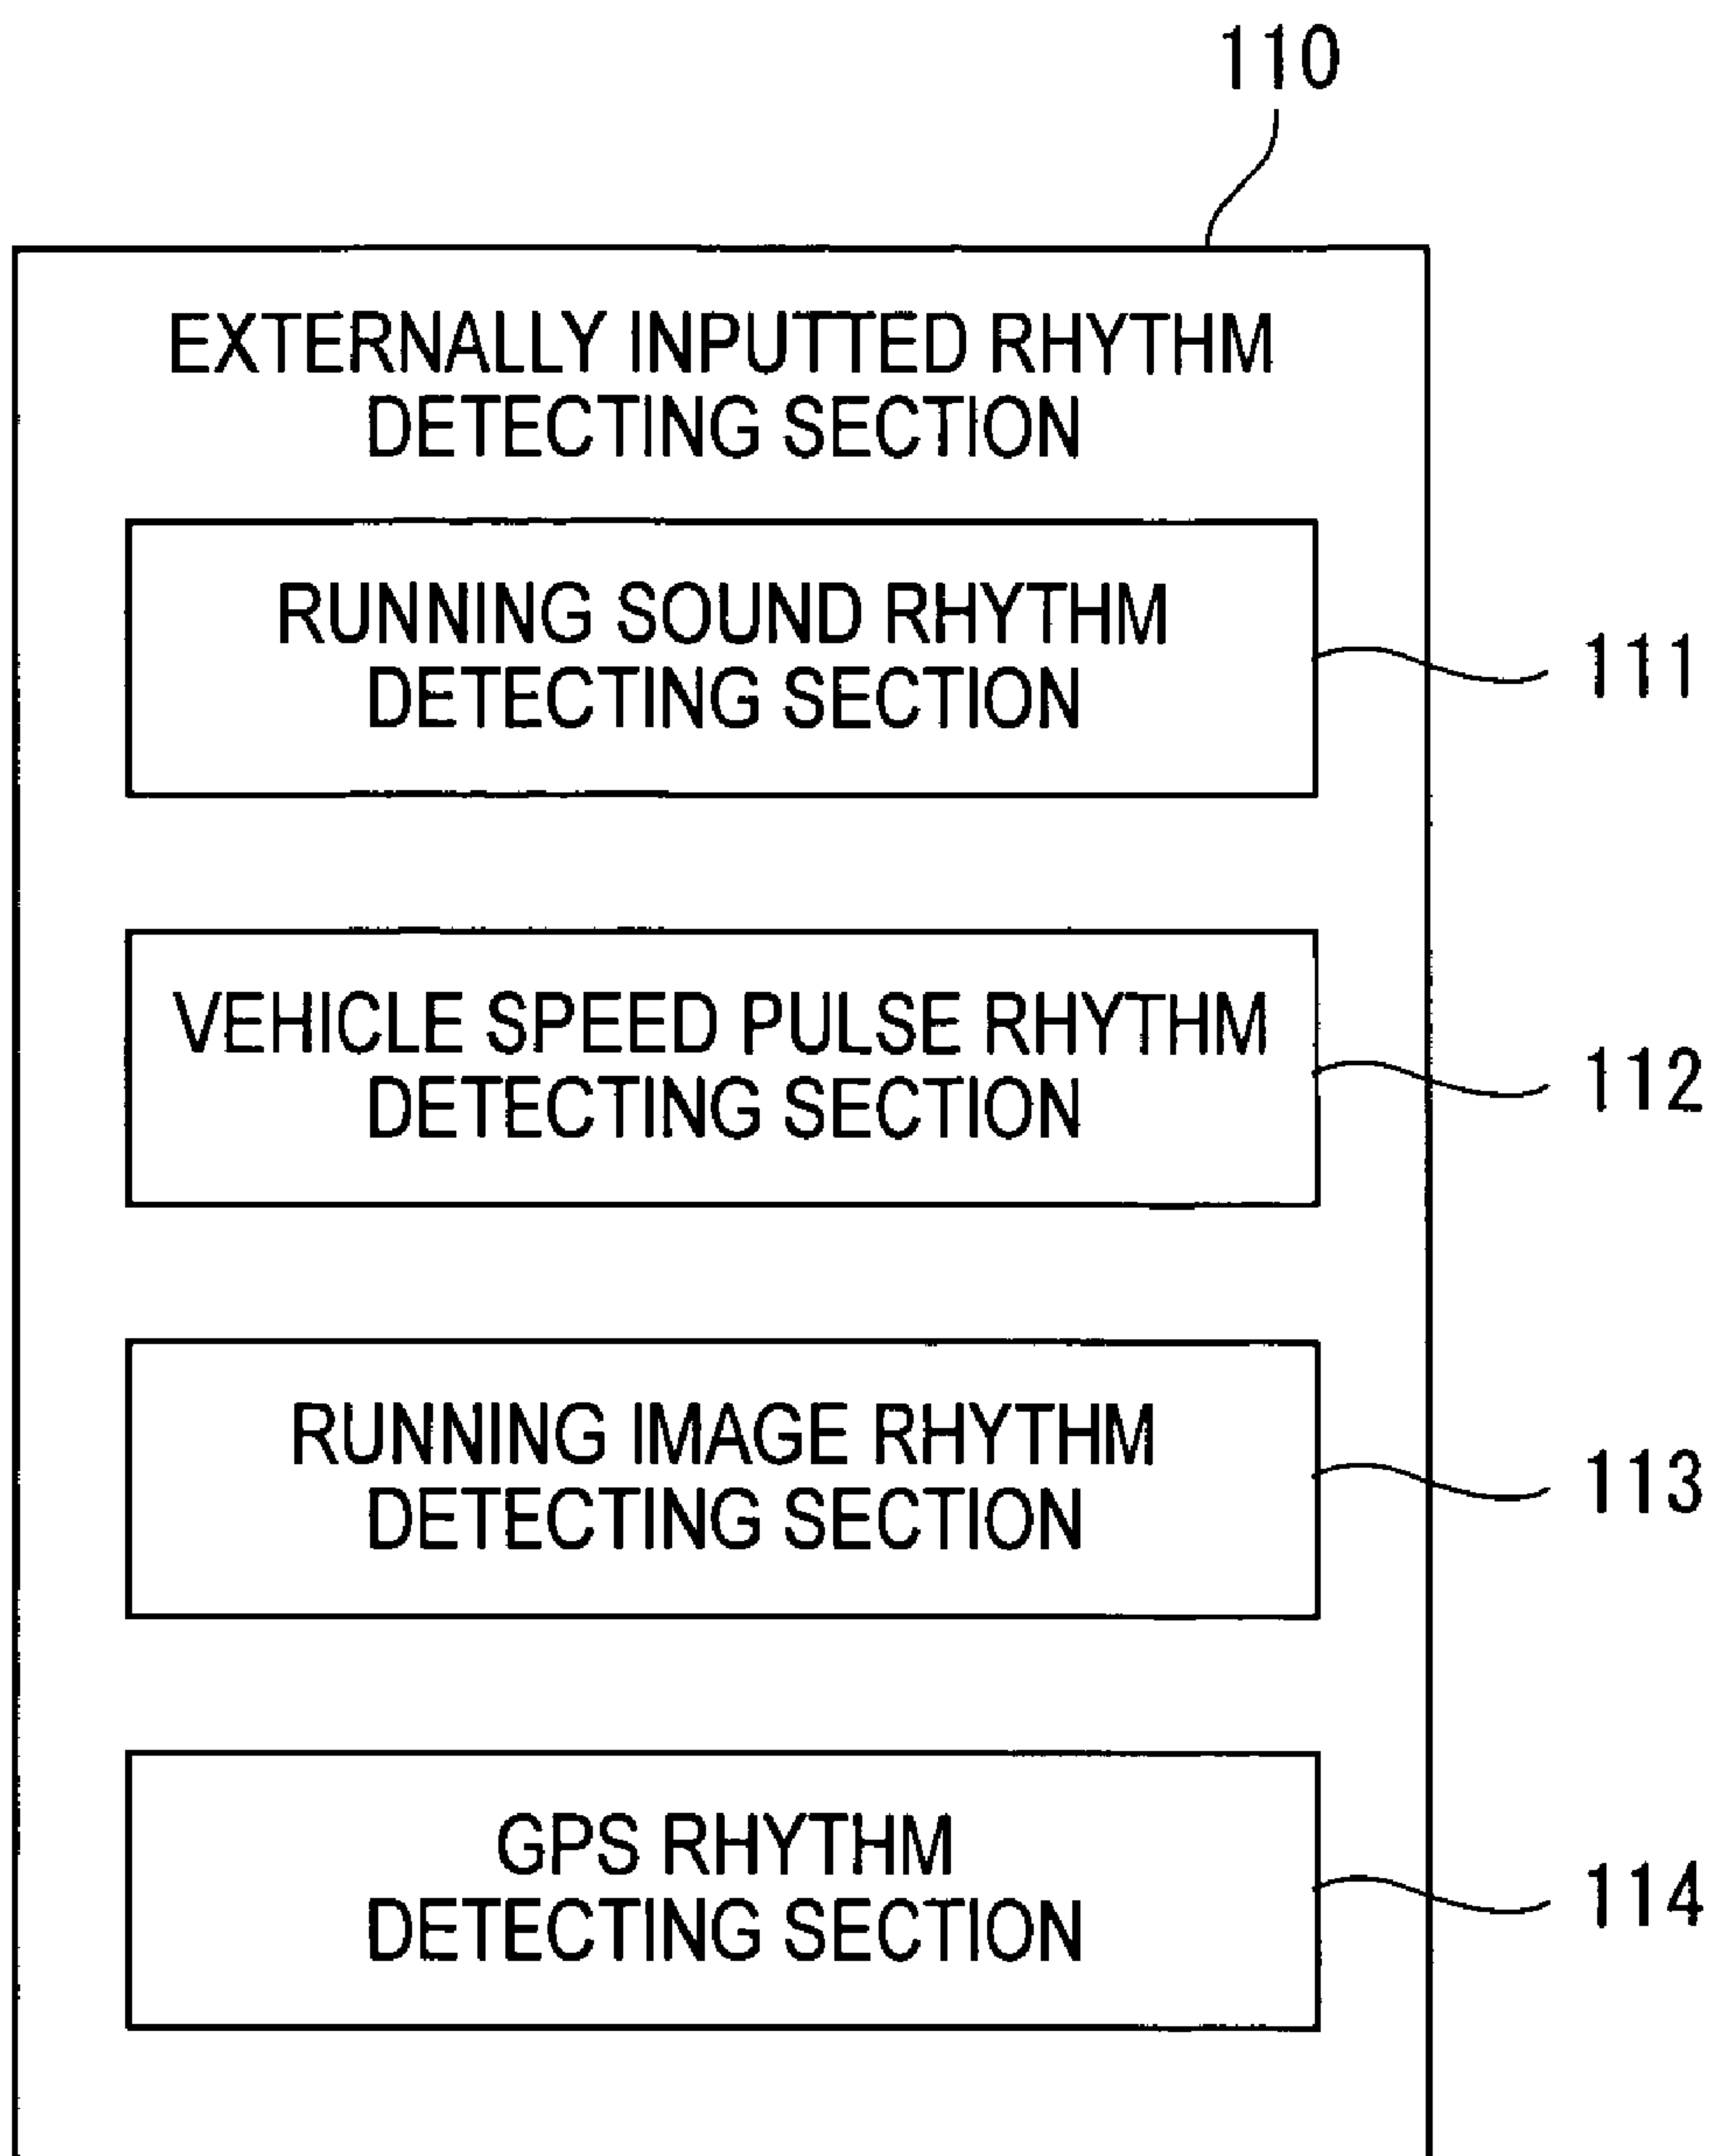 110
EXTERNALLY INPUTTED RHYTHM
DETECTING SECTION
RUNNING SOUND RHYTHM
DETECTING SECTION
111
VEHICLE SPEED PULSE RHYTHM
DETECTING SECTION
112
RUNNING IMAGE RHYTHM
DETECTING SECTION
113
GPS RHYTHM
DETECTING SECTION
114